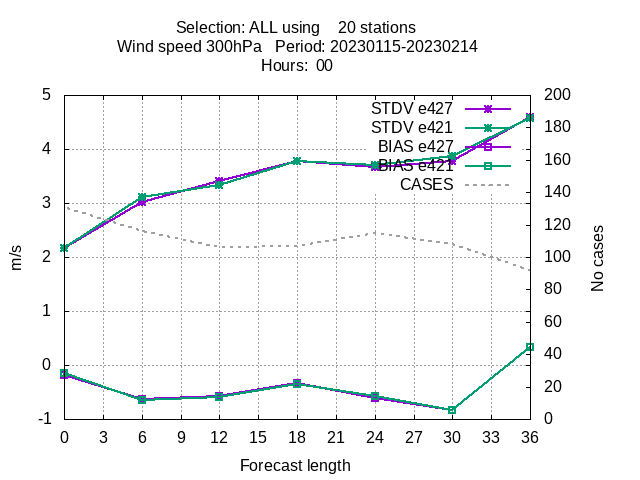 Selection: ALL using    20 stations
Wind speed 300hPa   Period: 20230115-20230214
Hours:  00
STDV e427
STDV e421
BIAS e427
BIAS e421
CASES
5
4
3
2
1
0
-1
m/s
200
180
160
140
120
100
80
60
40
20
0
No cases
0 3 6 9 12 15 18 21 24 27 30 33 36
Forecast length